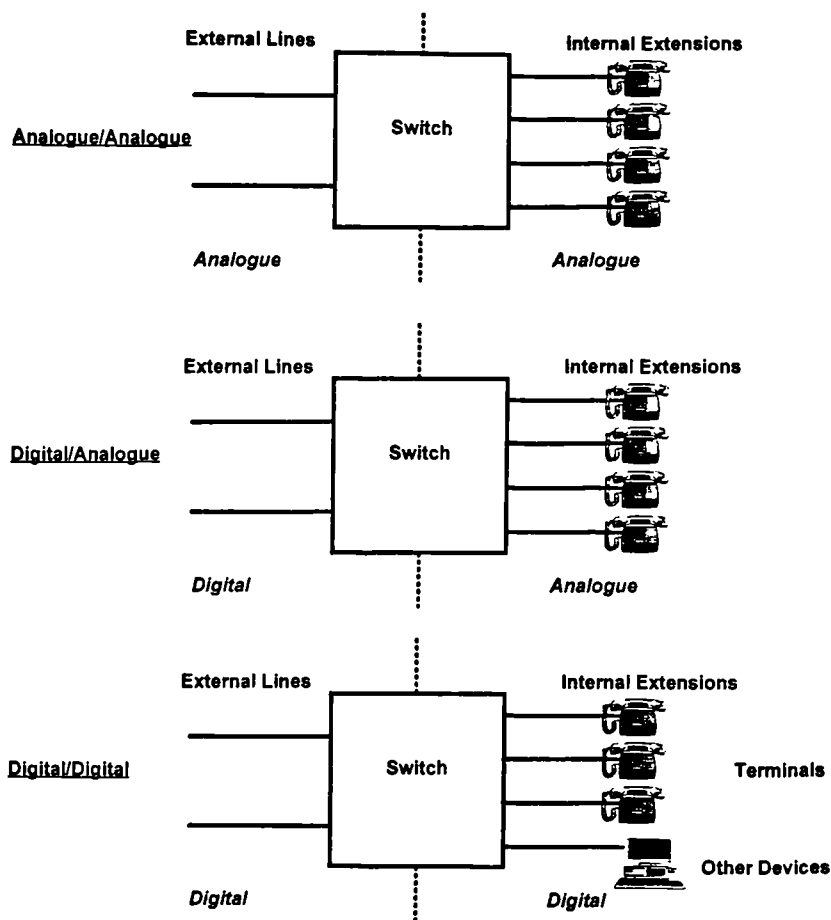 External Lines
Internal Extensions
Switch
Analogue/Analogue
Analogue
Analogue
External Lines
Internal Extensions
Switch
Digital/Analogue
Digital
Analogue
External Lines
Internal Extensions
Switch
Digital/Digital
Terminals
Other Devices
Digital
Digital